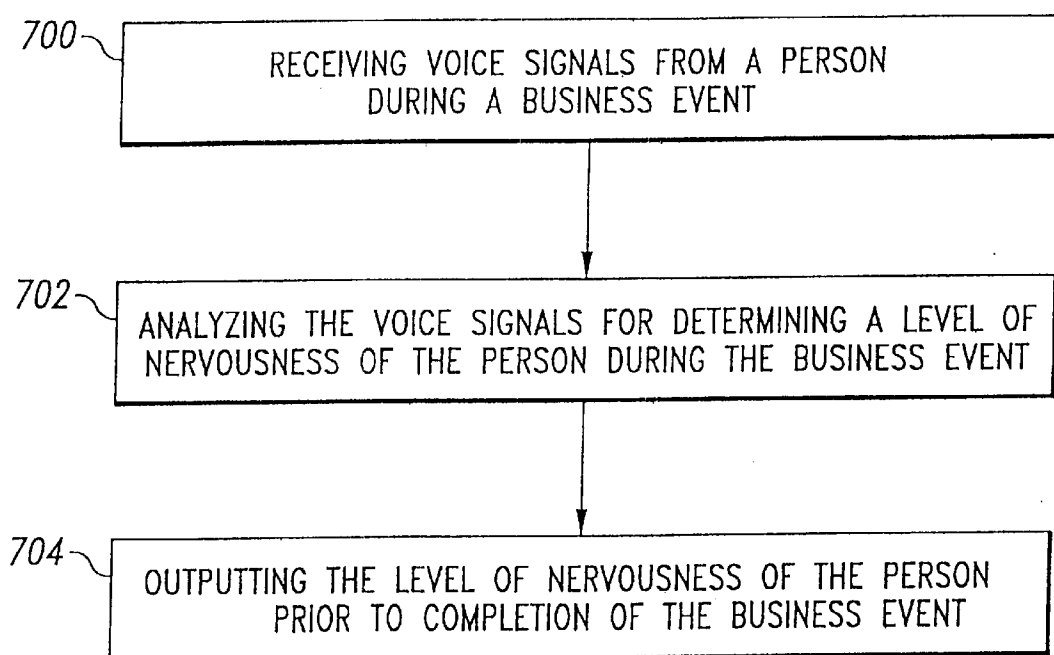 700
RECEIVING VOICE SIGNALS FROM A PERSON
DURING A BUSINESS EVENT
702
ANALYZING THE VOICE SIGNALS FOR DETERMINING A LEVEL OF
NERVOUSNESS OF THE PERSON DURING THE BUSINESS EVENT
704
OUTPUTTING THE LEVEL OF NERVOUSNESS OF THE PERSON
PRIOR TO COMPLETION OF THE BUSINESS EVENT